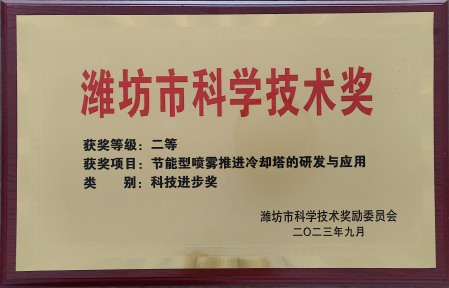 潍坊市科学技术奖
获奖等级：二等
获奖项目：节能型喷雾推进冷却塔的研发与应用
类　　别：科技进步奖
潍坊市科学技术奖励委员会
二〇二三年九月